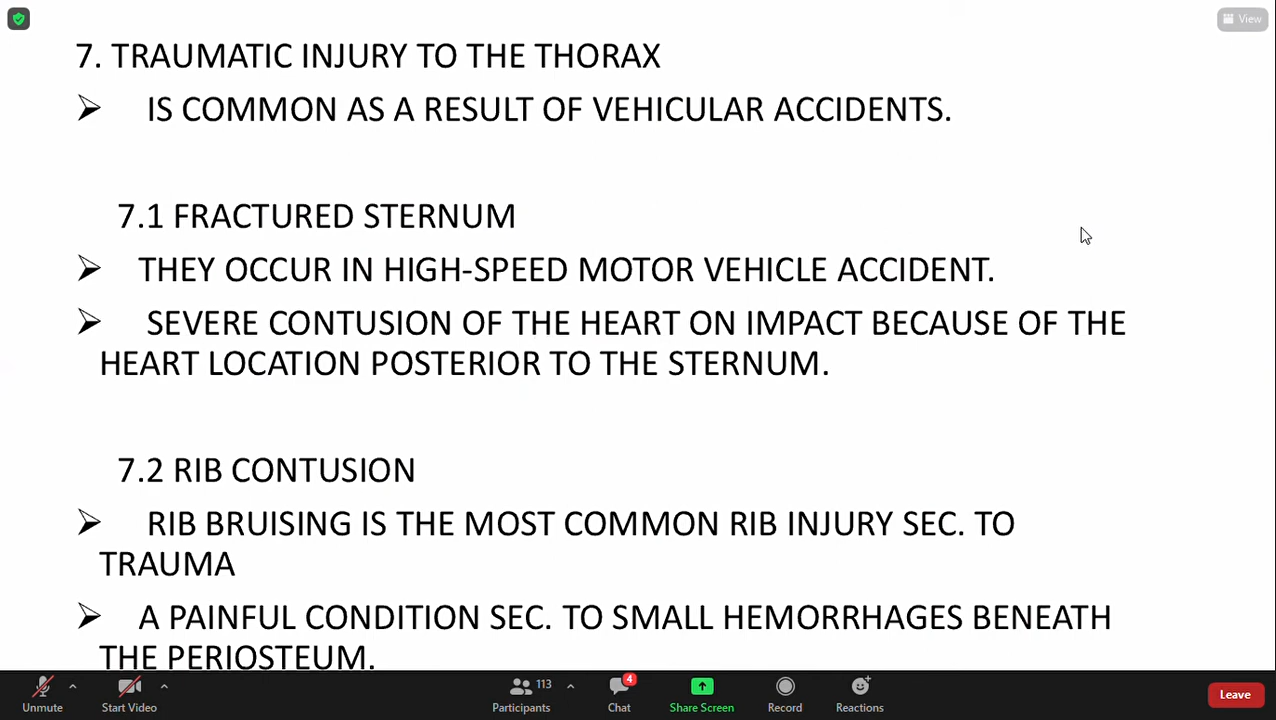 View
7. TRAUMATIC INJURY TO THE THORAX
➢ IS COMMON AS A RESULT OF VEHICULAR ACCIDENTS.
7.1 FRACTURED STERNUM
➢ THEY OCCUR IN HIGH-SPEED MOTOR VEHICLE ACCIDENT.
➢ SEVERE CONTUSION OF THE HEART ON IMPACT BECAUSE OF THE
HEART LOCATION POSTERIOR TO THE STERNUM.
7.2 RIB CONTUSION
➢ RIB BRUISING IS THE MOST COMMON RIB INJURY SEC. TO
TRAUMA
➢ A PAINFUL CONDITION SEC. TO SMALL HEMORRHAGES BENEATH
THE PERIOSTEUM.
Unmute
Start Video
113
Participants
4
Chat
Share Screen
Record
Reactions
Leave